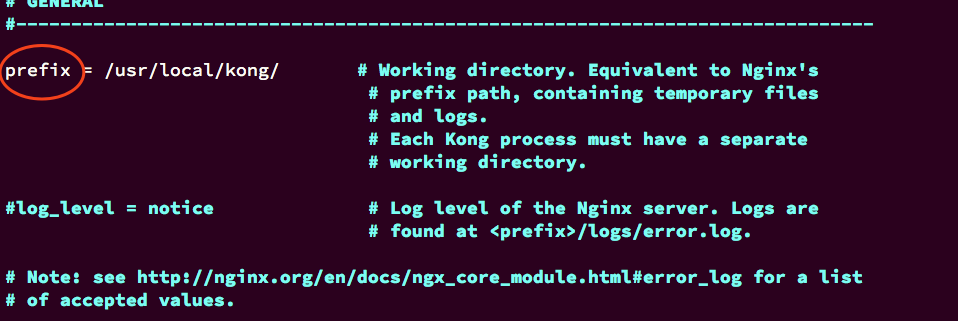 # GENERAL
#-------------------------------------------------------------------------------
prefix = /usr/local/kong/ # Working directory. Equivalent to Nginx's
# prefix path, containing temporary files
# and logs.
# Each Kong process must have a separate
# working directory.
#log_level = notice # Log level of the Nginx server. Logs are
# found at <prefix>/logs/error.log.
# Note: see http://nginx.org/en/docs/ngx_core_module.html#error_log for a list
# of accepted values.